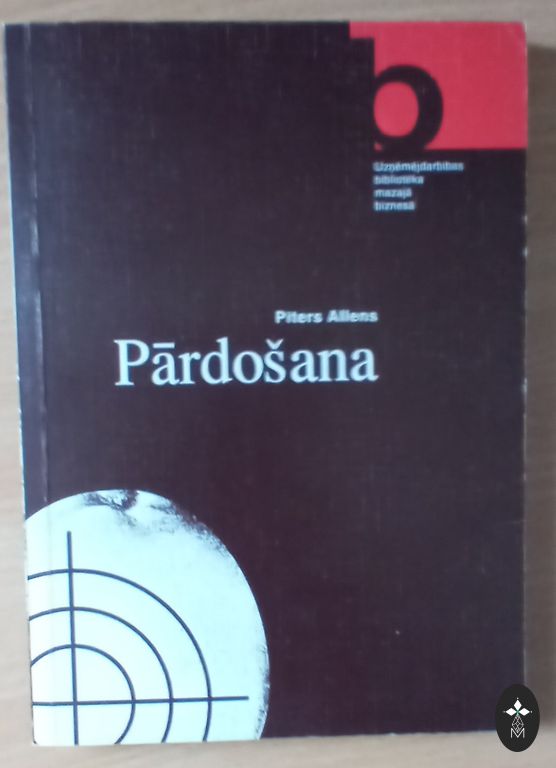 b
Uzņēmējdarbības
bibliotēka
mazajā
biznesā
Piters Allens
Pārdošana
M